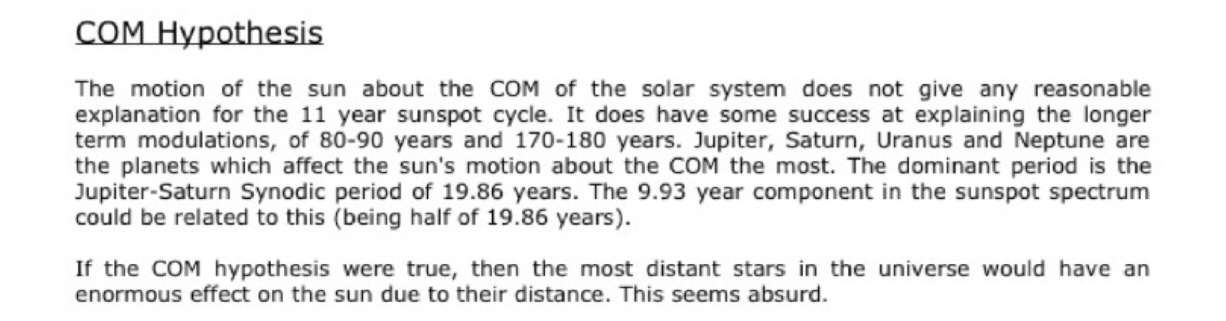 COM Hypothesis
The motion of the sun about the COM of the solar system does not give any reasonable
explanation for the 11 year sunspot cycle. It does have some success at explaining the longer
term modulations, of 80-90 years and 170-180 years. Jupiter, Saturn, Uranus and Neptune are
the planets which affect the sun's motion about the COM the most. The dominant period is the
Jupiter-Saturn Synodic period of 19.86 years. The 9.93 year component in the sunspot spectrum
could be related to this (being half of 19.86 years).
If the COM hypothesis were true, then the most distant stars in the universe would have an
enormous effect on the sun due to their distance. This seems absurd.